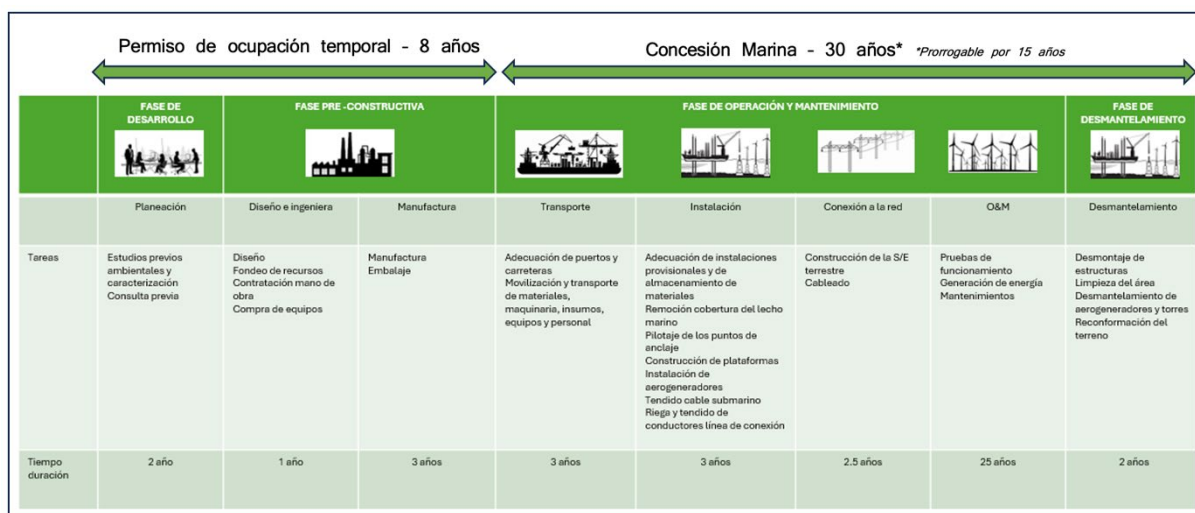 Permiso de ocupación temporal - 8 años
Concesión Marina - 30 años* *Prorrogable por 15 años
FASE DE
DESARROLLO
FASE PRE -CONSTRUCTIVA
FASE DE OPERACIÓN Y MANTENIMIENTO
FASE DE
DESMANTELAMIENTO
Planeación
Diseño e ingeniera
Manufactura
Transporte
Instalación
Conexión a la red
O&M
Desmantelamiento
Tareas
Estudios previos
ambientales y
caracterización
Consulta previa
Diseño
Fondeo de recursos
Contratación mano de
obra
Compra de equipos
Manufactura
Embalaje
Adecuación de puertos y
carreteras
Movilización y transporte
de materiales,
maquinaria, insumos,
equipos y personal
Adecuación de instalaciones
provisionales y de
almacenamiento de
materiales
Remoción cobertura del lecho
marino
Pilotaje de los puntos de
anclaje
Construcción de plataformas
Instalación de
aerogeneradores
Tendido cable submarino
Riega y tendido de
conductores línea de conexión
Construcción de la S/E
terrestre
Cableado
Pruebas de
funcionamiento
Generación de energía
Mantenimientos
Desmontaje de
estructuras
Limpieza del área
Desmantelamiento de
aerogeneradores y torres
Reconformación del
terreno
Tiempo
duración
2 año
1 año
3 años
3 años
3 años
2.5 años
25 años
2 años